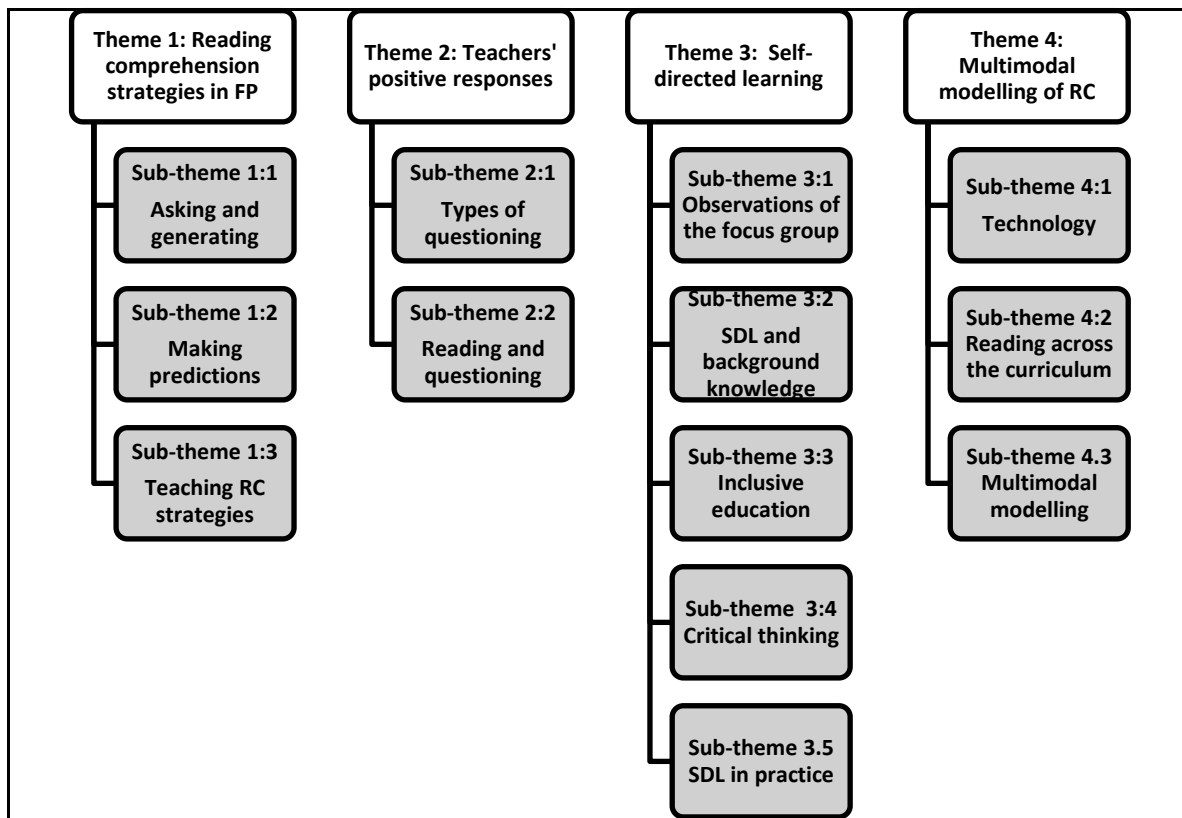 Theme 1: Reading
comprehension
strategies in FP
Sub-theme 1:1
Asking and
generating
Sub-theme 1:2
Making
predictions
Sub-theme 1:3
Teaching RC
strategies
Theme 2: Teachers'
positive responses
Sub-theme 2:1
Types of
questioning
Sub-theme 2:2
Reading and
questioning
Theme 3: Self-
directed learning
Sub-theme 3:1
Observations of
the focus group
Sub-theme 3:2
SDL and
background
knowledge
Sub-theme 3:3
Inclusive
education
Sub-theme 3:4
Critical thinking
Sub-theme 3.5
SDL in practice
Theme 4:
Multimodal
modelling of RC
Sub-theme 4:1
Technology
Sub-theme 4:2
Reading across
the curriculum
Sub-theme 4.3
Multimodal
modelling